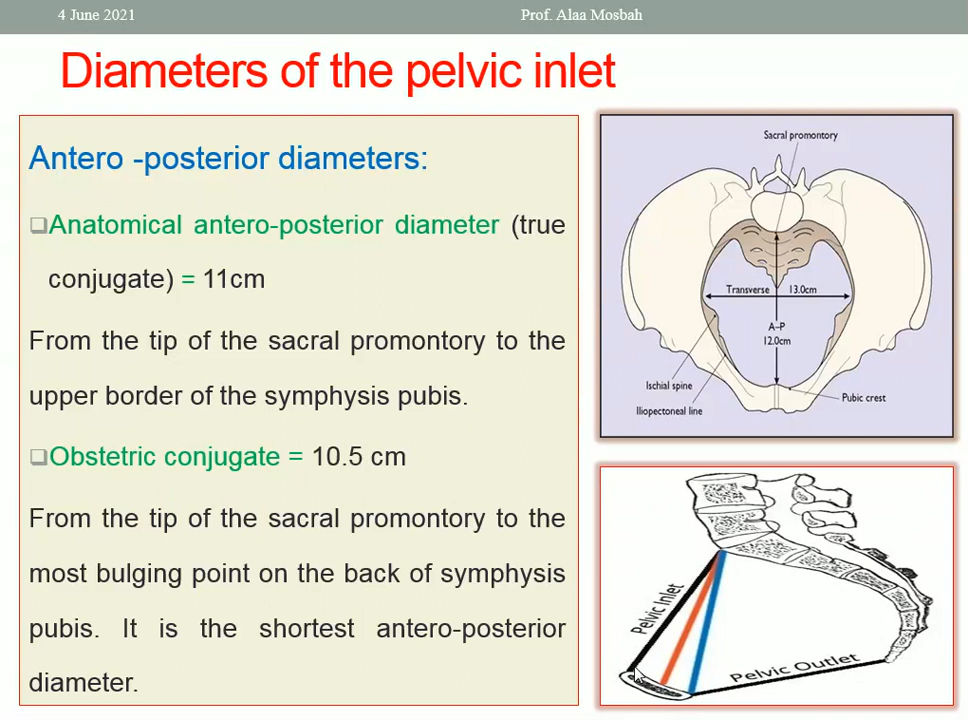 4 June 2021
Prof. Alaa Mosbah
Diameters of the pelvic inlet
Antero -posterior diameters:
Anatomical antero-posterior diameter (true
conjugate) = 11cm
From the tip of the sacral promontory to the
upper border of the symphysis pubis.
Obstetric conjugate = 10.5 cm
From the tip of the sacral promontory to the
most bulging point on the back of symphysis
pubis. It is the shortest antero-posterior
diameter.
Sacral promontory
Transverse 13.0cm
A–P
12.0cm
Ischial spine
Iliopectoneal line
Pubic crest
Pelvic Inlet
Pelvic Outlet